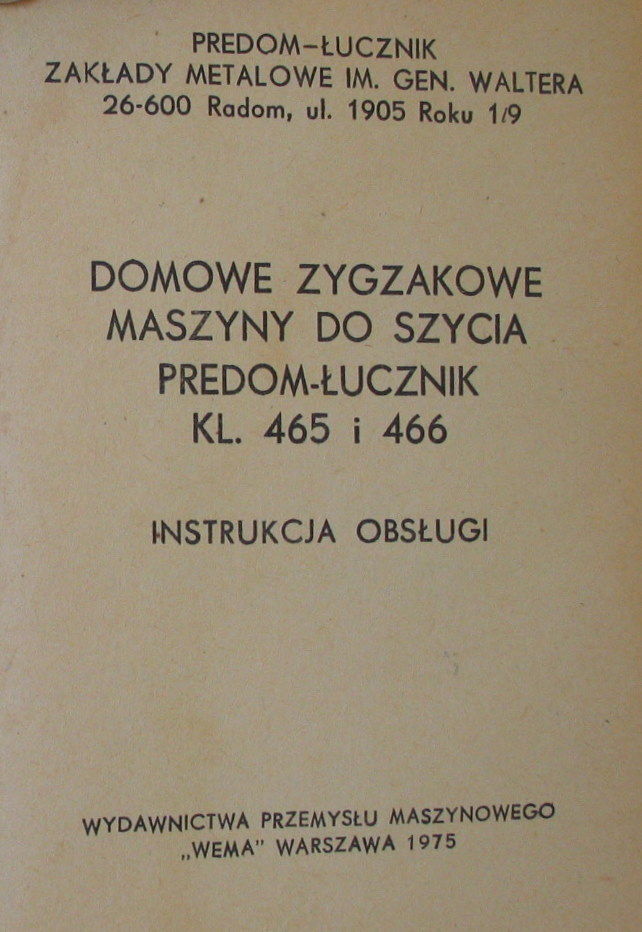 PREDOM–ŁUCZNIK
ZAKŁADY METALOWE IM. GEN. WALTERA
26-600 Radom, ul. 1905 Roku 1/9
DOMOWE ZYGZAKOWE
MASZYNY DO SZYCIA
PREDOM-ŁUCZNIK
KL. 465 i 466
INSTRUKCJA OBSŁUGI
WYDAWNICTWA PRZEMYSŁU MASZYNOWEGO
„WEMA” WARSZAWA 1975